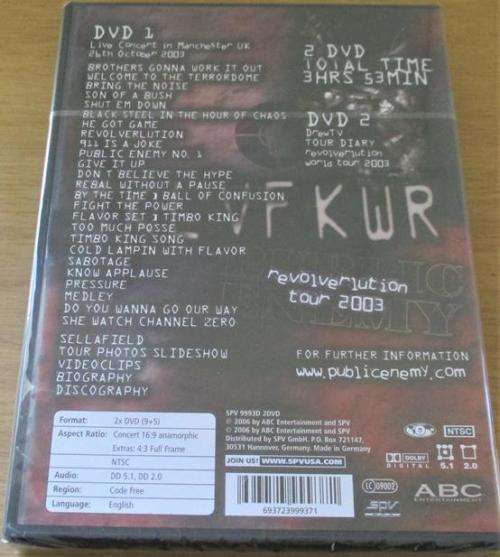 DVD 1
Live Concert in Manchester UK
26th October 2003
BROTHERS GONNA WORK IT OUT
WELCOME TO THE TERRORDOME
BRING THE NOISE
SON OF A BUSH
SHUT EM DOWN
BLACK STEEL IN THE HOUR OF CHAOS
HE GOT GAME
REVOLVERLUTION
911 IS A JOKE
PUBLIC ENEMY NO. 1
GIVE IT UP
DON T BELIEVE THE HYPE
REBAL WITHOUT A PAUSE
BY THE TIME I BALL OF CONFUSION
FIGHT THE POWER
FLAVOR SET I TIMBO KING
TOO MUCH POSSE
TIMBO KING SONG
COLD LAMPIN WITH FLAVOR
SABOTAGE
KNOW APPLAUSE
PRESSURE
MEDLEY
DO YOU WANNA GO OUR WAY
SHE WATCH CHANNEL ZERO
SELLAFIELD
TOUR PHOTOS SLIDESHOW
VIDEOCLIPS
BIOGRAPHY
DISCOGRAPHY
2 DVD
TOTAL TIME
3HRS 53MIN
DVD 2
DrewTV
TOUR DIARY
revolverlution
world tour 2003
KWR
revolverlution
tour 2003
FOR FURTHER INFORMATION
www.publicenemy.com
Format: 2x DVD (9+5)
Aspect Ratio: Concert 16:9 anamorphic
Extras: 4:3 Full Frame
NTSC
Audio: DD 5.1, DD 2.0
Region: Code Free
Language: English
SPV 99930 2DVD
© 2006 by ABC Entertainment and SPV
© 2006 by ABC Entertainment and SPV
Distributed by SPV GmbH. P.O. Box 721147,
30531 Hannover, Germany. Made in Germany
JOIN US! WWW.SPVUSA.COM
693723999371
NTSC
DOLBY
DIGITAL
5.1 2.0
LC 09002
SPV
ABC
ENTERTAINMENT